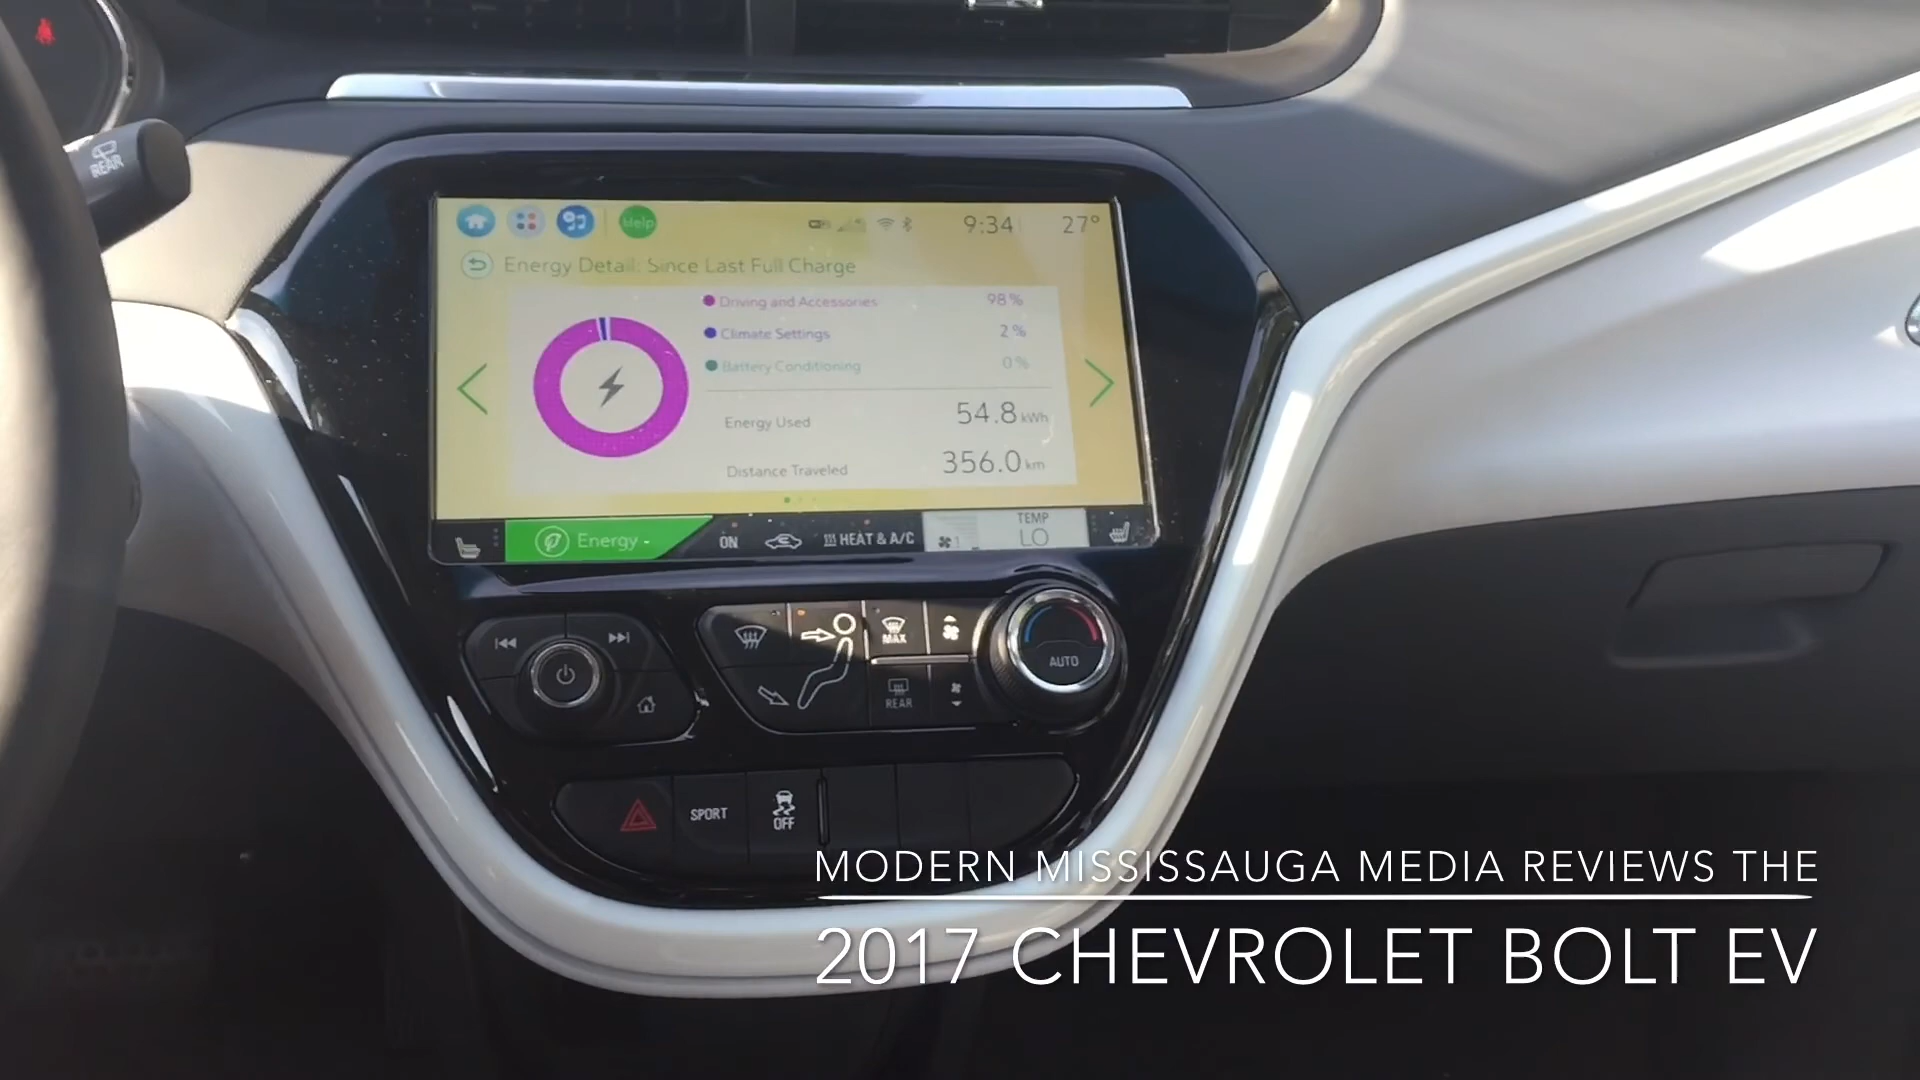 REAR
Help
9:34 27°
Energy Detail: Since Last Full Charge
Driving and Accessories 98%
Climate Settings 2%
Battery Conditioning 0%
Energy Used 54.8 kWh
Distance Traveled 356.0 km
Energy
ON
HEAT & A/C
1
TEMP
LO
MAX
AUTO
REAR
SPORT
OFF
MODERN MISSISSAUGA MEDIA REVIEWS THE
2017 CHEVROLET BOLT EV